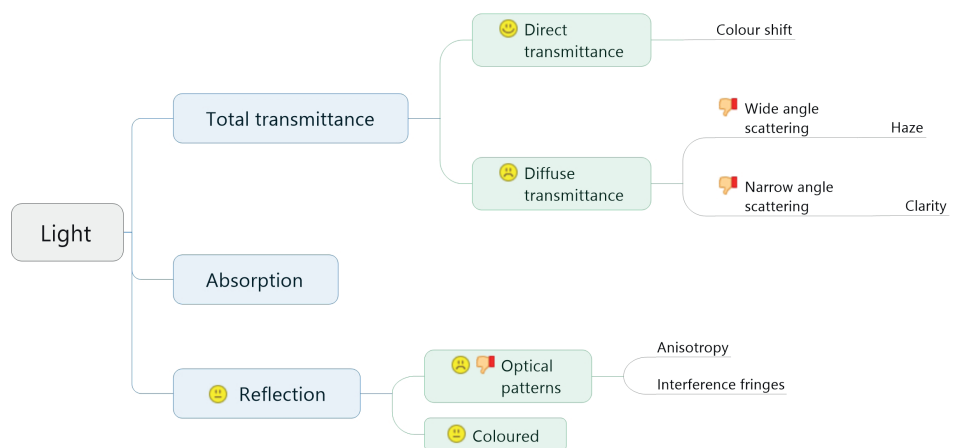 Light
Total transmittance
Direct
transmittance
Colour shift
Diffuse
transmittance
Wide angle
scattering
Haze
Narrow angle
scattering
Clarity
Absorption
Reflection
Optical
patterns
Anisotropy
Interference fringes
Coloured